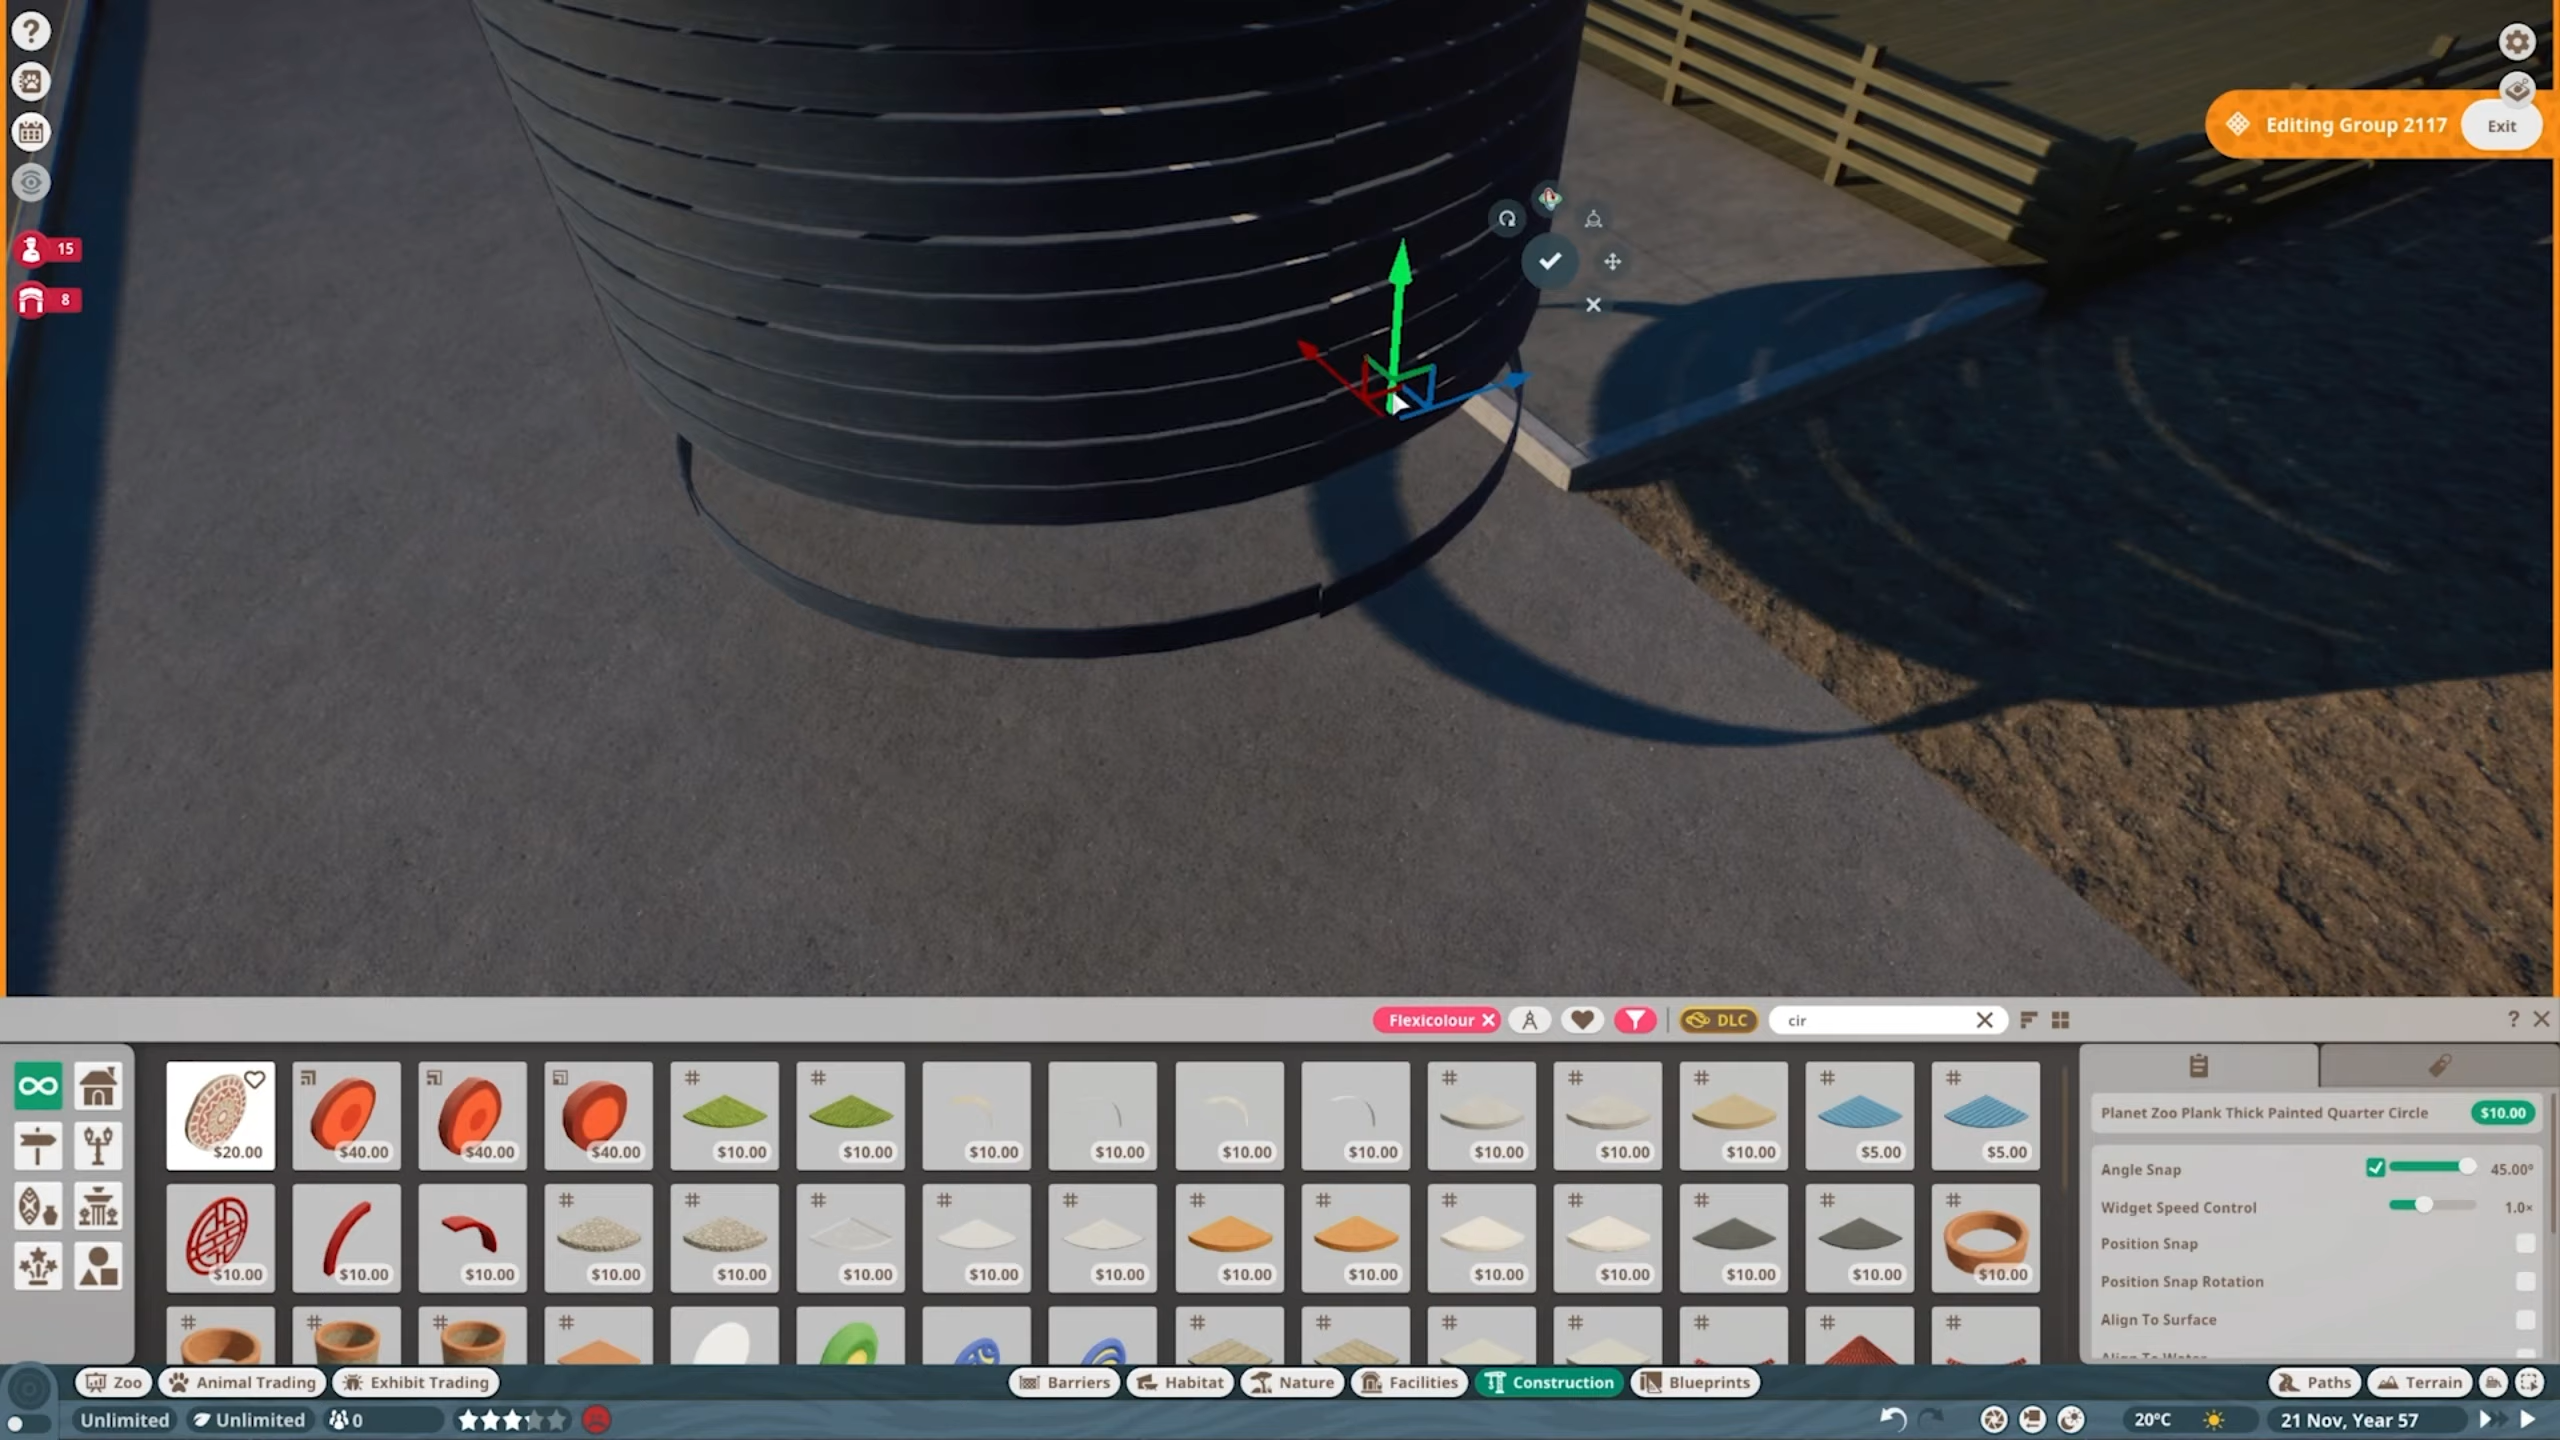 ?
15
8
Editing Group 2117 Exit
Flexicolour DLC cir ?
$20.00 $40.00 $40.00 $40.00 $10.00 $10.00 $10.00 $10.00 $10.00 $10.00 $10.00 $10.00 $10.00 $5.00 $5.00
$10.00 $10.00 $10.00 $10.00 $10.00 $10.00 $10.00 $10.00 $10.00 $10.00 $10.00 $10.00 $10.00 $10.00 $10.00
Planet Zoo Plank Thick Painted Quarter Circle $10.00
Angle Snap 45.00°
Widget Speed Control 1.0×
Position Snap
Position Snap Rotation
Align To Surface
Zoo Animal Trading Exhibit Trading Barriers Habitat Nature Facilities Construction Blueprints Paths Terrain
Unlimited Unlimited 0 20°C 21 Nov, Year 57